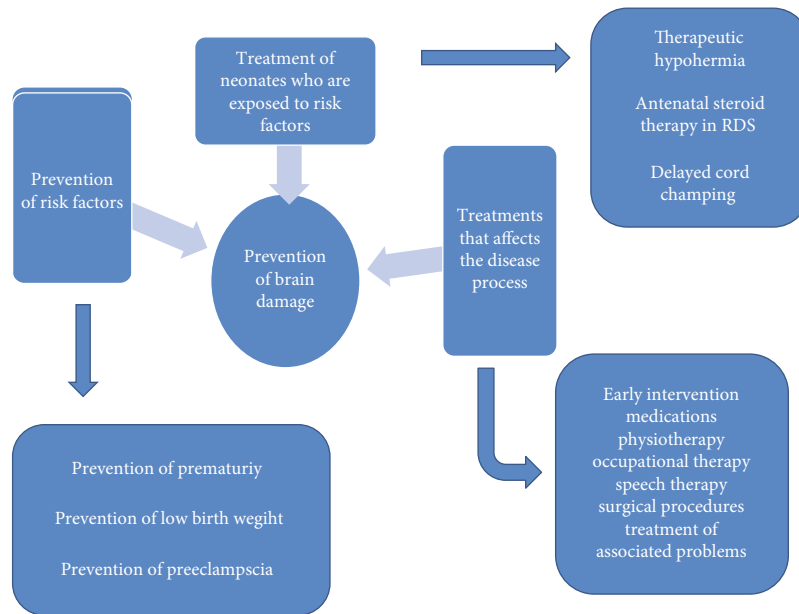 Treatment of
neonates who are
exposed to risk
factors
Therapeutic
hypohermia
Antenatal steroid
therapy in RDS
Delayed cord
champing
Prevention
of risk factors
Prevention
of brain
damage
Treatments
that affects
the disease
process
Prevention of prematuriy
Prevention of low birth wegiht
Prevention of preeclampscia
Early intervention
medications
physiotherapy
occupational therapy
speech therapy
surgical procedures
treatment of
associated problems